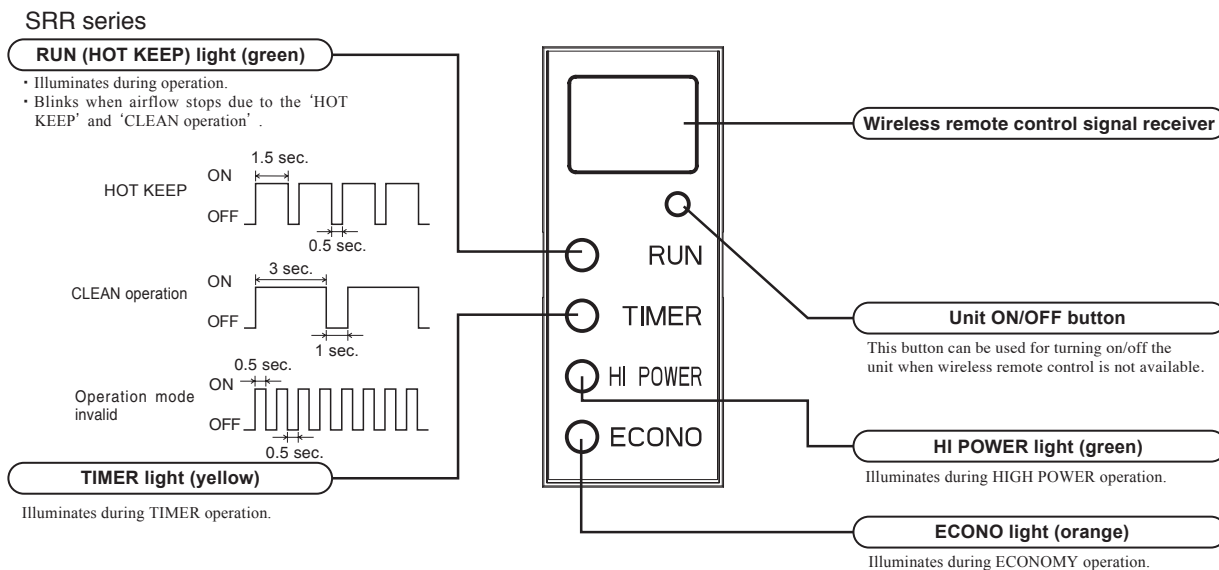 SRR series
RUN (HOT KEEP) light (green)
・Illuminates during operation.
・Blinks when airflow stops due to the ‘HOT
KEEP’ and ‘CLEAN operation’ .
HOT KEEP
ON
OFF
1.5 sec.
0.5 sec.
CLEAN operation
ON
OFF
3 sec.
1 sec.
Operation mode
invalid
ON
OFF
0.5 sec.
0.5 sec.
TIMER light (yellow)
Illuminates during TIMER operation.
RUN
TIMER
HI POWER
ECONO
Wireless remote control signal receiver
Unit ON/OFF button
This button can be used for turning on/off the
unit when wireless remote control is not available.
HI POWER light (green)
Illuminates during HIGH POWER operation.
ECONO light (orange)
Illuminates during ECONOMY operation.